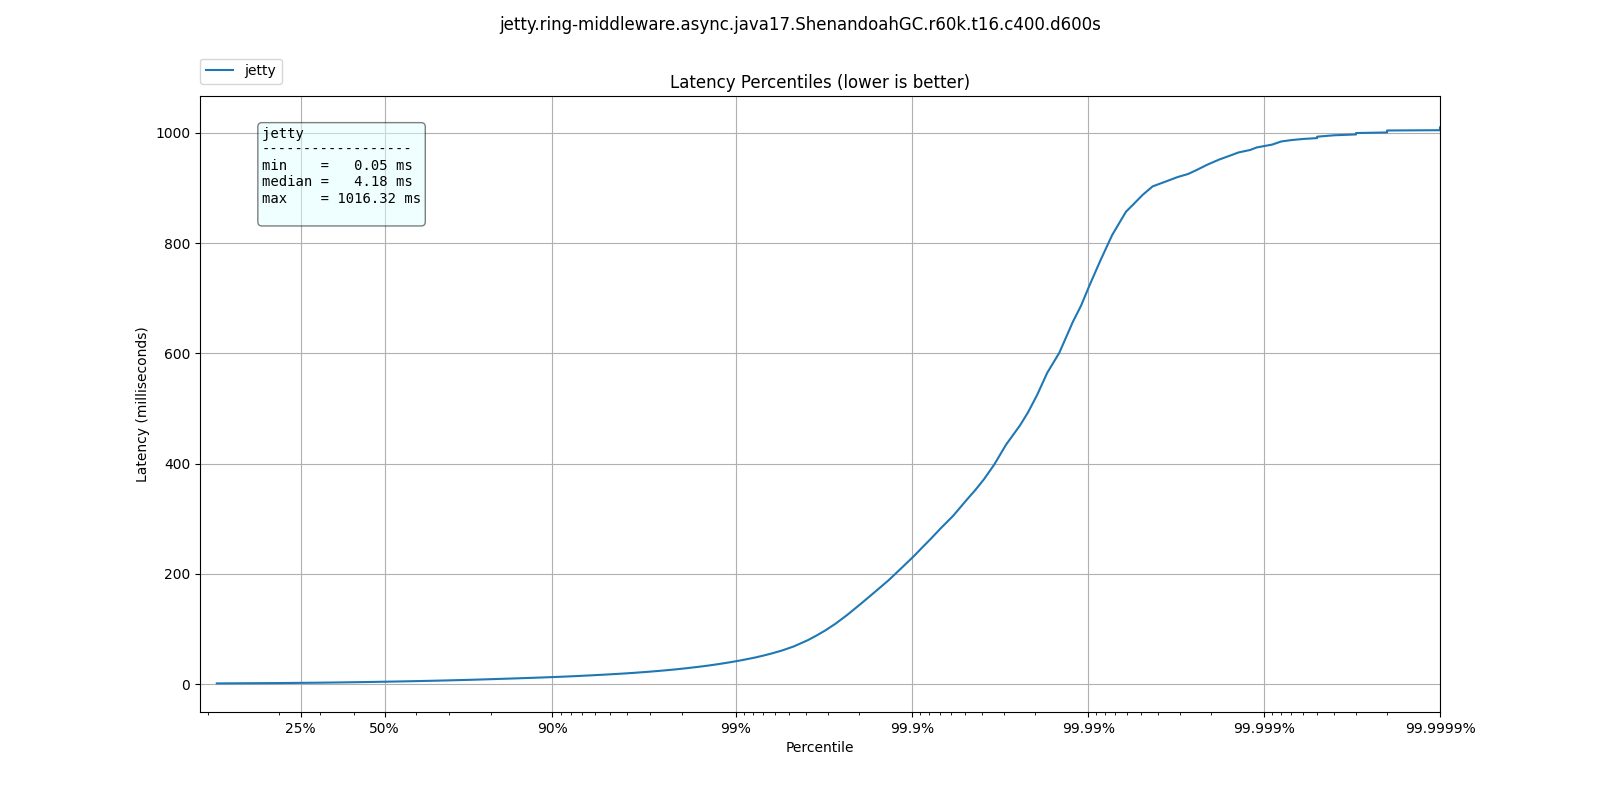 jetty.ring-middleware.async.java17.ShenandoahGC.r60k.t16.c400.d600s
jetty
Latency Percentiles (lower is better)
jetty
------------------
min    =   0.05 ms
median =   4.18 ms
max    = 1016.32 ms
1000
800
600
400
200
0
Latency (milliseconds)
25% 50% 90% 99% 99.9% 99.99% 99.999% 99.9999%
Percentile